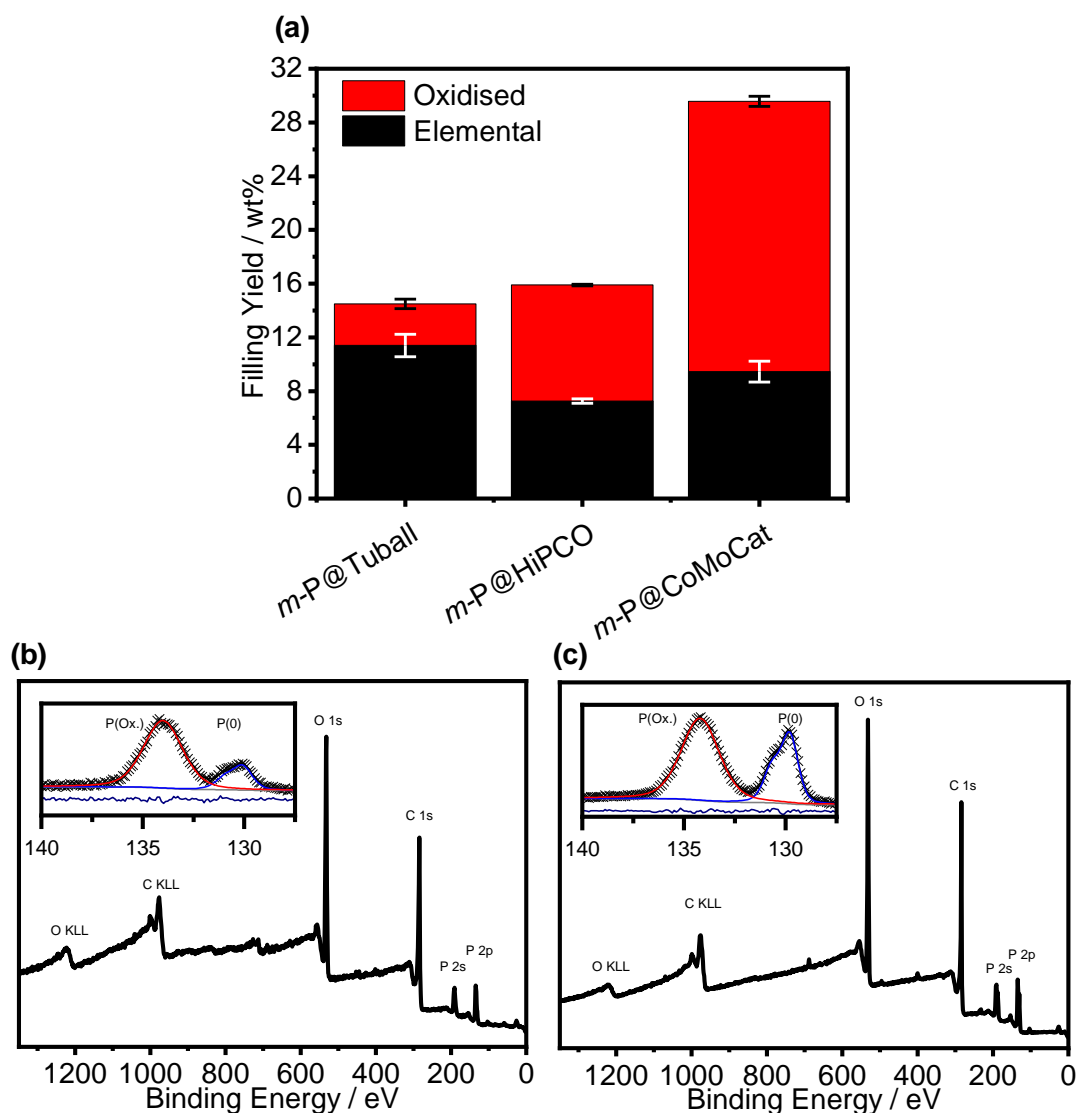 (a)
32
28
24
20
16
12
8
4
0
Filling Yield / wt%
Oxidised
Elemental
m-P@Tuball
m-P@HiPCO
m-P@CoMoCat
(b)
P(Ox.) P(0)
140 135 130
O 1s
C 1s
C KLL
O KLL
P 2s
P 2p
1200 1000 800 600 400 200 0
Binding Energy / eV
(c)
P(Ox.) P(0)
140 135 130
O 1s
C 1s
C KLL
O KLL
P 2s
P 2p
1200 1000 800 600 400 200 0
Binding Energy / eV